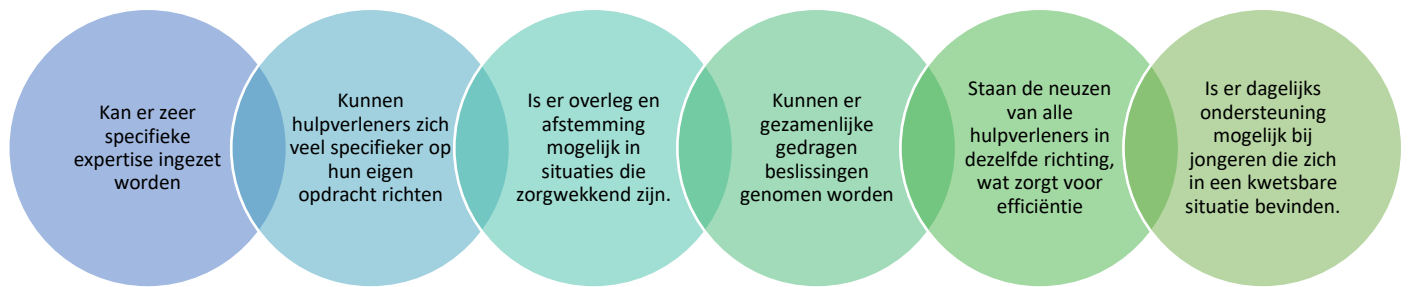 Kan er zeer
specifieke
expertise ingezet
worden
Kunnen
hulpverleners zich
veel specifieker op
hun eigen
opdracht richten
Is er overleg en
afstemming
mogelijk in
situaties die
zorgwekkend zijn.
Kunnen er
gezamenlijke
gedragen
beslissingen
genomen worden
Staan de neuzen
van alle
hulpverleners in
dezelfde richting,
wat zorgt voor
efficiëntie
Is er dagelijks
ondersteuning
mogelijk bij
jongeren die zich
in een kwetsbare
situatie bevinden.